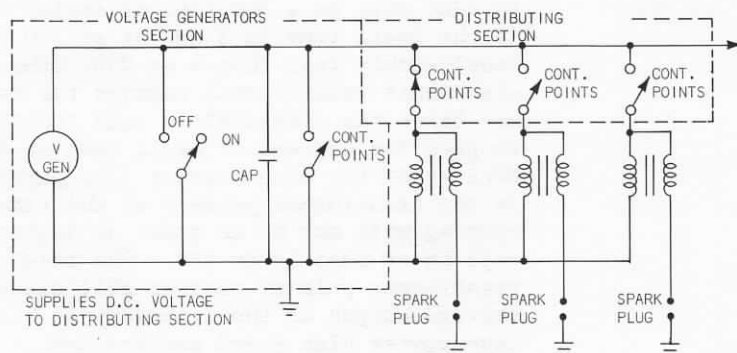 VOLTAGE GENERATORS
SECTION
DISTRIBUTING
SECTION
CONT.
POINTS
CONT.
POINTS
CONT.
POINTS
OFF
ON
V
GEN
CAP
CONT.
POINTS
SUPPLIES D.C. VOLTAGE
TO DISTRIBUTING SECTION
SPARK
PLUG
SPARK
PLUG
SPARK
PLUG